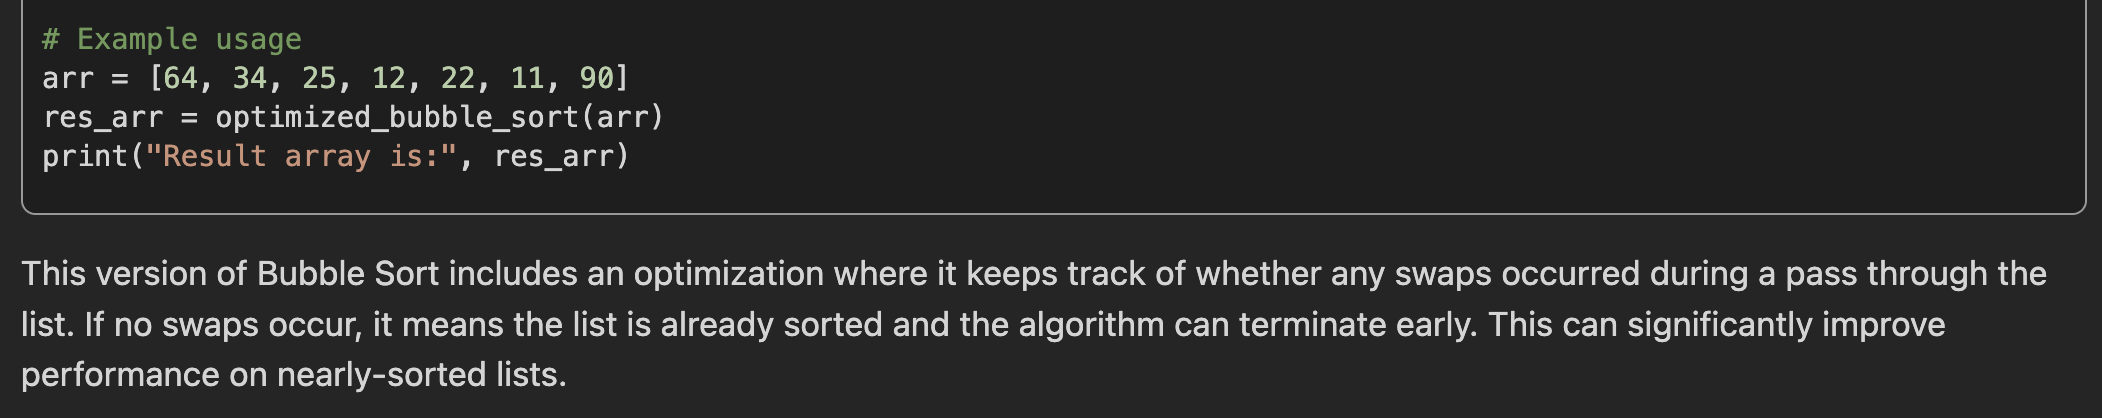 # Example usage
arr = [64, 34, 25, 12, 22, 11, 90]
res_arr = optimized_bubble_sort(arr)
print("Result array is:", res_arr)
This version of Bubble Sort includes an optimization where it keeps track of whether any swaps occurred during a pass through the
list. If no swaps occur, it means the list is already sorted and the algorithm can terminate early. This can significantly improve
performance on nearly-sorted lists.